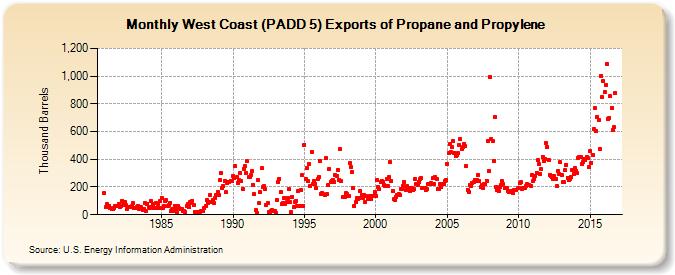 Monthly West Coast (PADD 5) Exports of Propane and Propylene
Thousand Barrels
1,200
1,000
800
600
400
200
0
1985 1990 1995 2000 2005 2010 2015
Source: U.S. Energy Information Administration